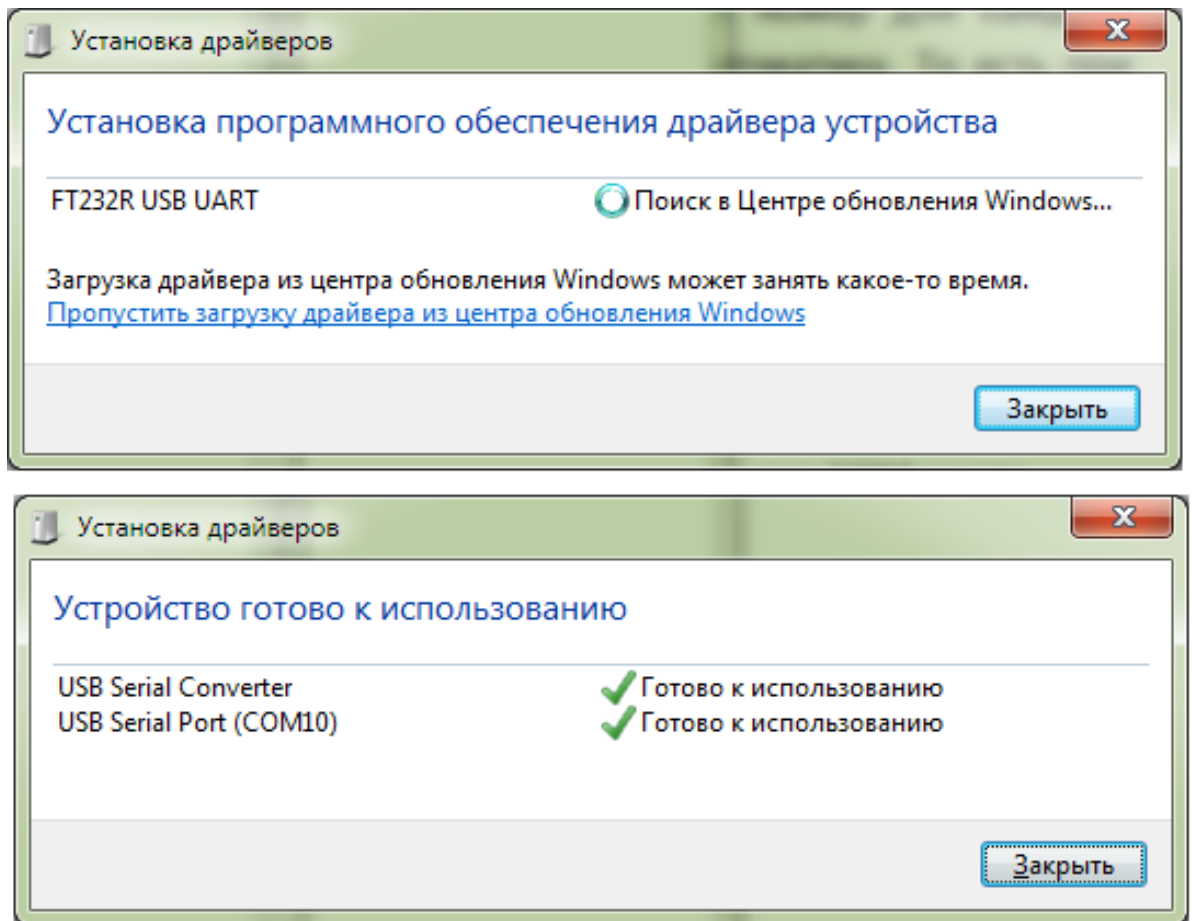 Установка драйверов
Установка программного обеспечения драйвера устройства
FT232R USB UART Поиск в Центре обновления Windows...
Загрузка драйвера из центра обновления Windows может занять какое-то время.
Пропустить загрузку драйвера из центра обновления Windows
Закрыть
Установка драйверов
Устройство готово к использованию
USB Serial Converter Готово к использованию
USB Serial Port (COM10) Готово к использованию
Закрыть